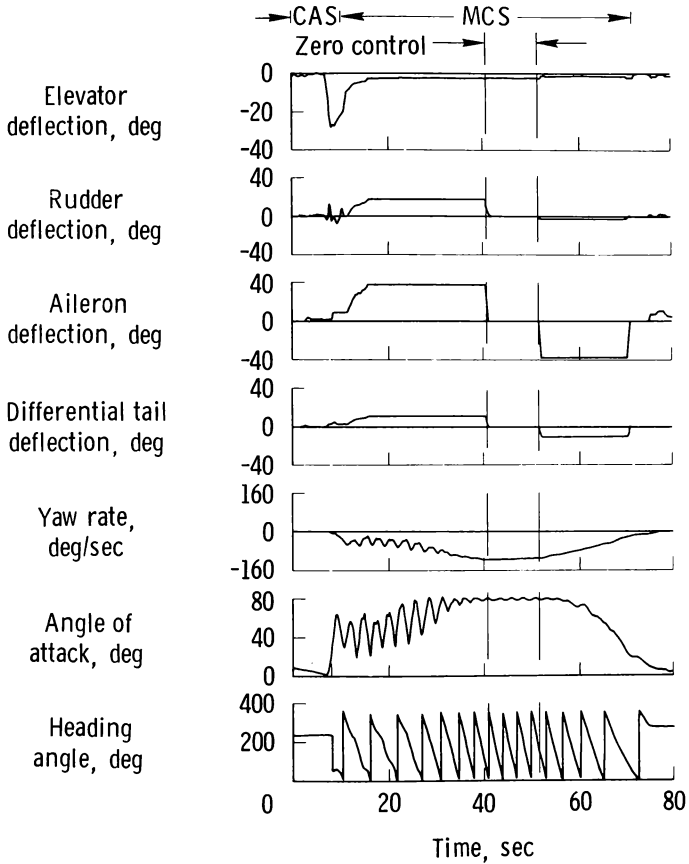 CAS MCS
Zero control
0
Elevator
deflection, deg
-20
-40
40
Rudder
deflection, deg
0
-40
40
Aileron
deflection, deg
0
-40
40
Differential tail
deflection, deg
0
-40
160
Yaw rate,
deg/sec
0
-160
80
Angle of
attack, deg
40
0
400
Heading
angle, deg
200
0 20 40 60 80
Time, sec